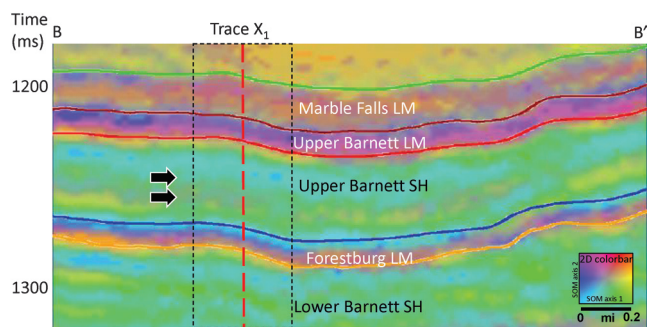 Time
(ms)
B
Trace X1
B′
1200
Marble Falls LM
Upper Barnett LM
Upper Barnett SH
Forestburg LM
1300
Lower Barnett SH
2D colorbar
SOM axis 2
SOM axis 1
0 mi 0.2